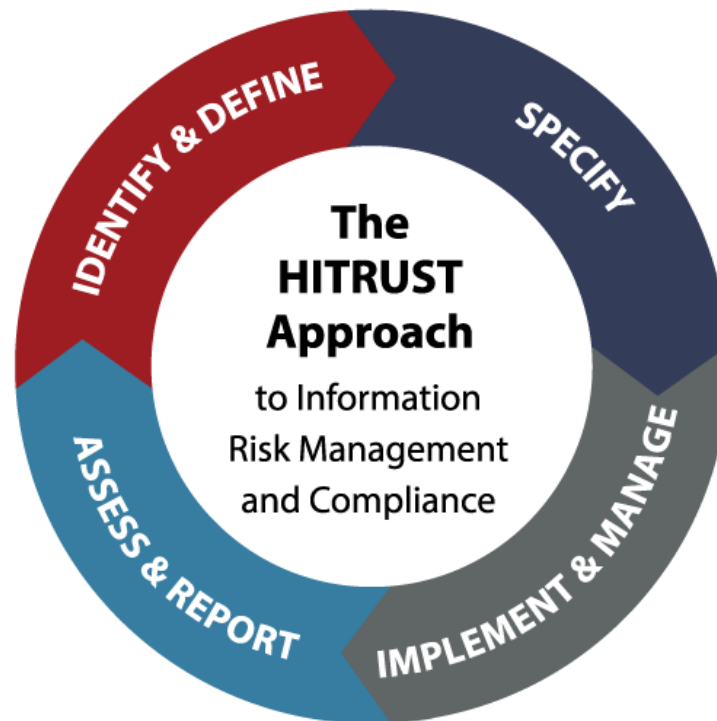 IDENTIFY & DEFINE
SPECIFY
The
HITRUST
Approach
to Information
Risk Management
and Compliance
ASSESS & REPORT
IMPLEMENT & MANAGE